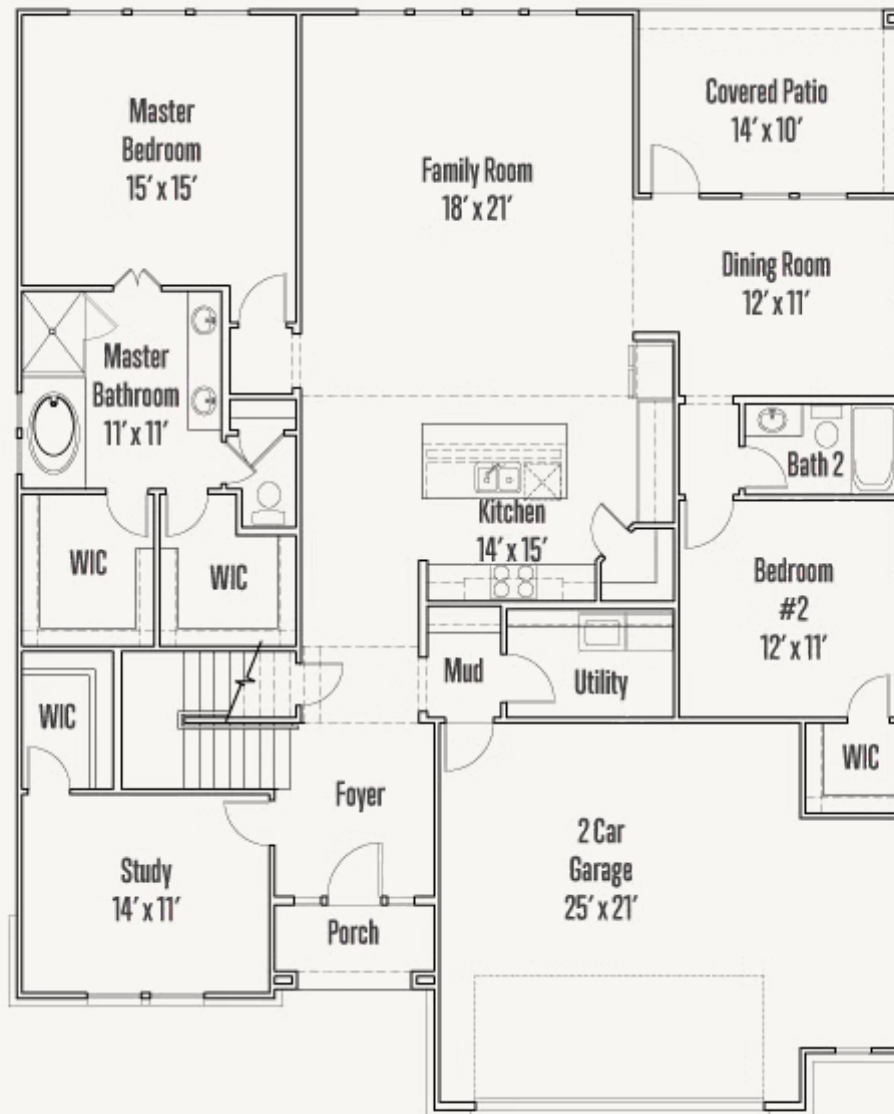 Master
Bedroom
15' x 15'
Family Room
18' x 21'
Covered Patio
14' x 10'
Dining Room
12' x 11'
Master
Bathroom
11' x 11'
Kitchen
14' x 15'
Bath 2
WIC
WIC
Bedroom
#2
12' x 11'
Mud
Utility
WIC
WIC
Foyer
2 Car
Garage
25' x 21'
Study
14' x 11'
Porch